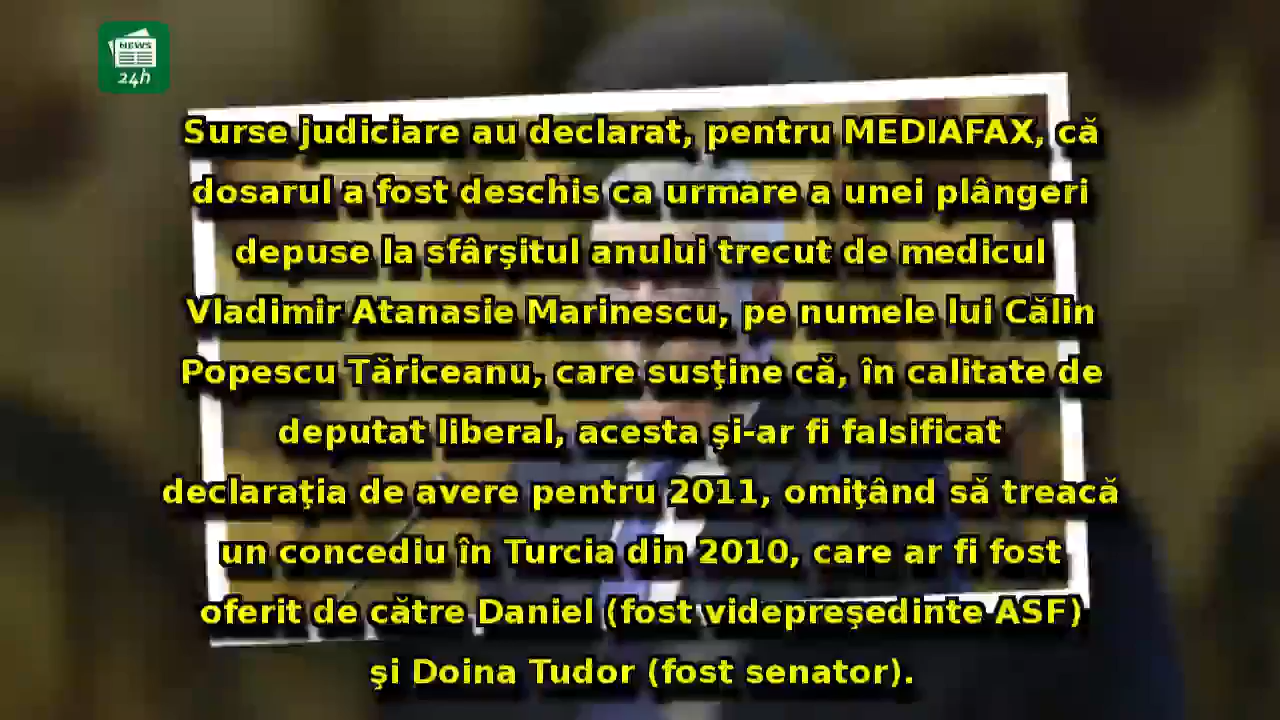 NEWS
24h
Surse judiciare au declarat, pentru MEDIAFAX, că
dosarul a fost deschis ca urmare a unei plângeri
depuse la sfârşitul anului trecut de medicul
Vladimir Atanasie Marinescu, pe numele lui Călin
Popescu Tăriceanu, care susţine că, în calitate de
deputat liberal, acesta şi-ar fi falsificat
declaraţia de avere pentru 2011, omiţând să treacă
un concediu în Turcia din 2010, care ar fi fost
oferit de către Daniel (fost videpreşedinte ASF)
şi Doina Tudor (fost senator).